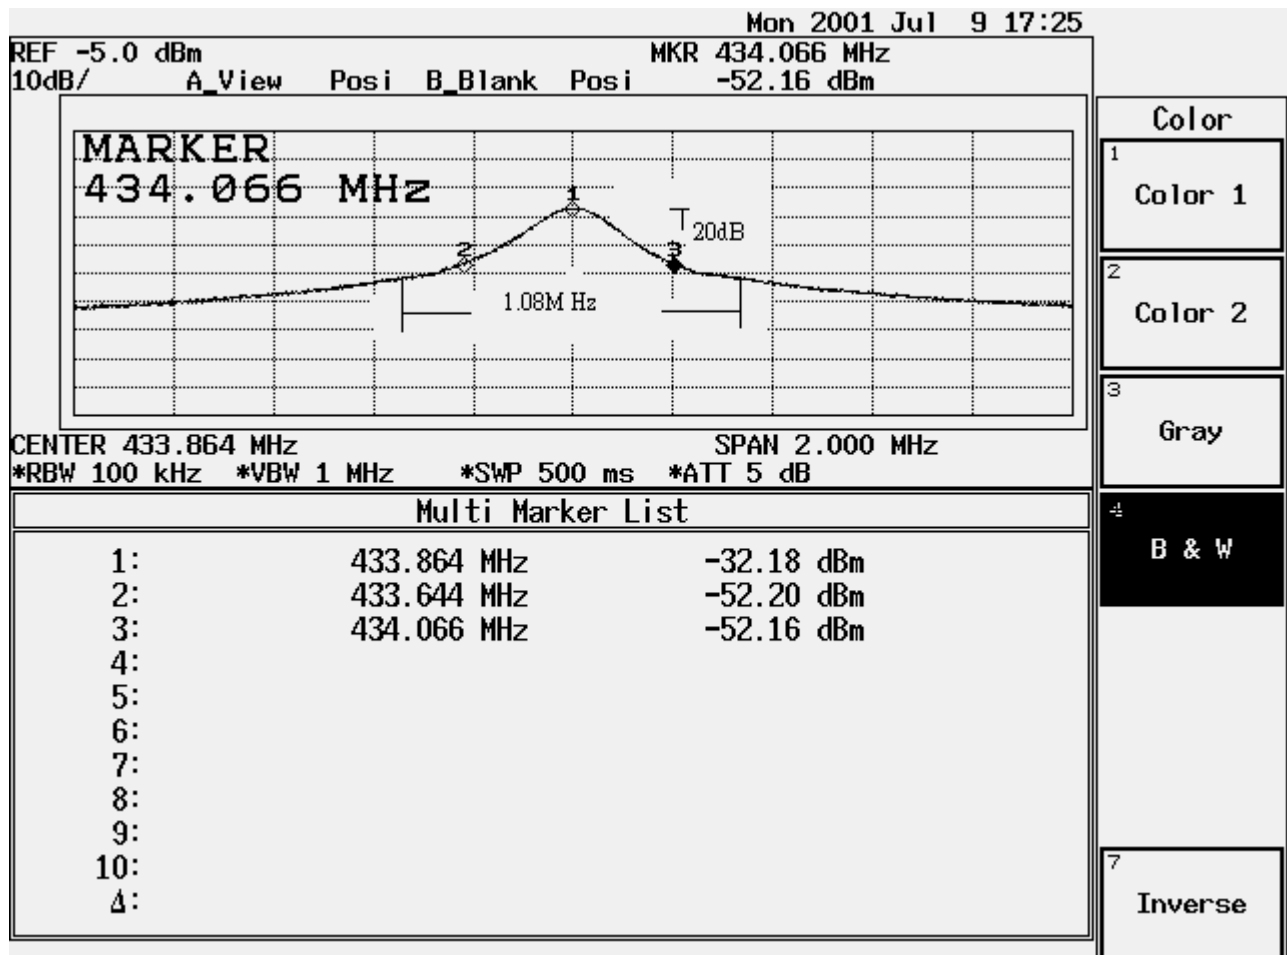 Mon 2001 Jul 9 17:25
REF -5.0 dBm MKR 434.066 MHz
10dB/ A_View Posi B_Blank Posi -52.16 dBm
MARKER
434.066 MHz
1
20dB
2
3
1.08M Hz
CENTER 433.864 MHz SPAN 2.000 MHz
*RBW 100 kHz *VBW 1 MHz *SWP 500 ms *ATT 5 dB
Multi Marker List
1: 433.864 MHz -32.18 dBm
2: 433.644 MHz -52.20 dBm
3: 434.066 MHz -52.16 dBm
4:
5:
6:
7:
8:
9:
10:
Δ:
Color
1
Color 1
2
Color 2
3
Gray
4
B & W
7
Inverse